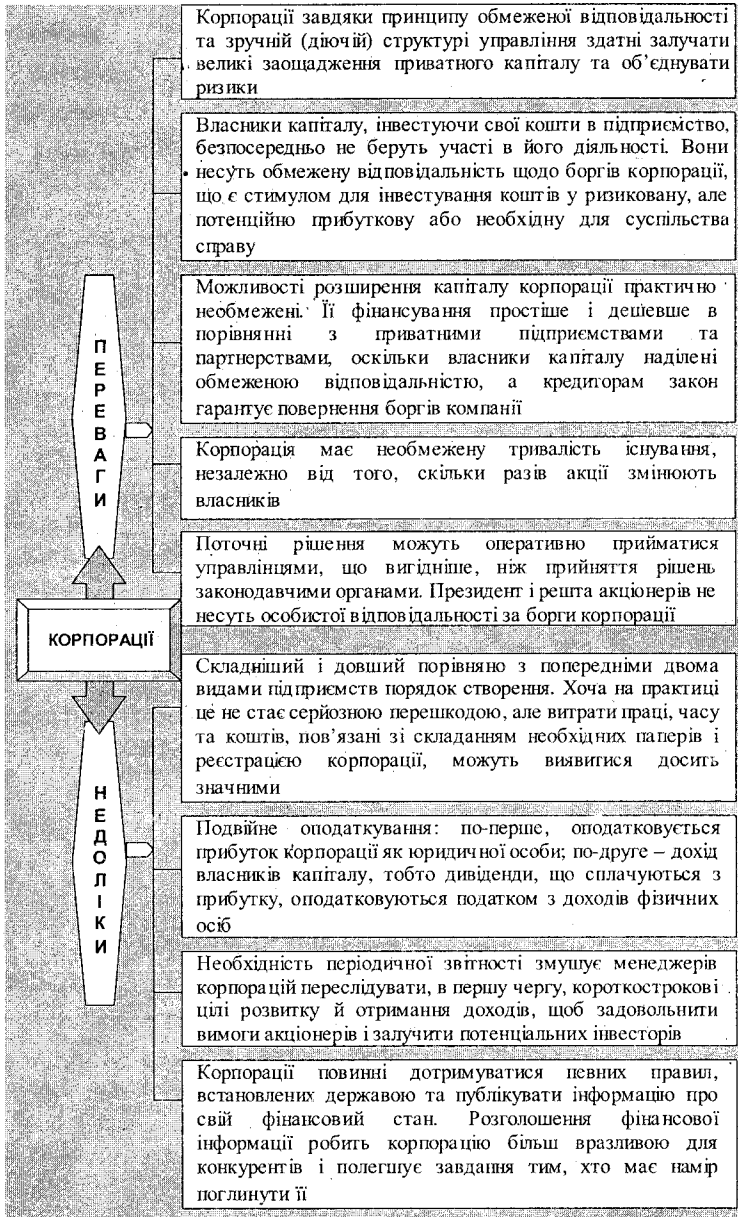 Корпорації завдяки принципу обмеженої відповідальності
та зручній (діючій) структурі управління здатні залучати
великі заощадження приватного капіталу та об’єднувати
ризики
Власники капіталу, інвестуючи свої кошти в підприємство,
безпосередньо не беруть участі в його діяльності. Вони
несуть обмежену відповідальність щодо боргів корпорації,
що є стимулом для інвестування коштів у ризиковану, але
потенційно прибуткову або необхідну для суспільства
справу
Можливості розширення капіталу корпорації практично
необмежені. Її фінансування простіше і дешевше в
порівнянні з приватними підприємствами та
партнерствами, оскільки власники капіталу наділені
обмеженою відповідальністю, а кредиторам закон
гарантує повернення боргів компанії
Корпорація має необмежену тривалість існування,
незалежно від того, скільки разів акції змінюють
власників
Поточні рішення можуть оперативно прийматися
управлінцями, що вигідніше, ніж прийняття рішень
законодавчими органами. Президент і решта акціонерів не
несуть особистої відповідальності за борги корпорації
ПЕРЕВАГИ
КОРПОРАЦІЇ
НЕДОЛІКИ
Складніший і довший порівняно з попередніми двома
видами підприємств порядок створення. Хоча на практиці
це не стає серйозною перешкодою, але витрати праці, часу
та коштів, пов’язані зі складанням необхідних паперів і
реєстрацією корпорації, можуть виявитися досить
значними
Подвійне оподаткування: по-перше, оподатковується
прибуток корпорації як юридичної особи; по-друге – дохід
власників капіталу, тобто дивіденди, що сплачуються з
прибутку, оподатковуються податком з доходів фізичних
осіб
Необхідність періодичної звітності змушує менеджерів
корпорацій переслідувати, в першу чергу, короткострокові
цілі розвитку й отримання доходів, щоб задовольнити
вимоги акціонерів і залучити потенціальних інвесторів
Корпорації повинні дотримуватися певних правил,
встановлених державою та публікувати інформацію про
свій фінансовий стан. Розголошення фінансової
інформації робить корпорацію більш вразливою для
конкурентів і полегшує завдання тим, хто має намір
поглинути її